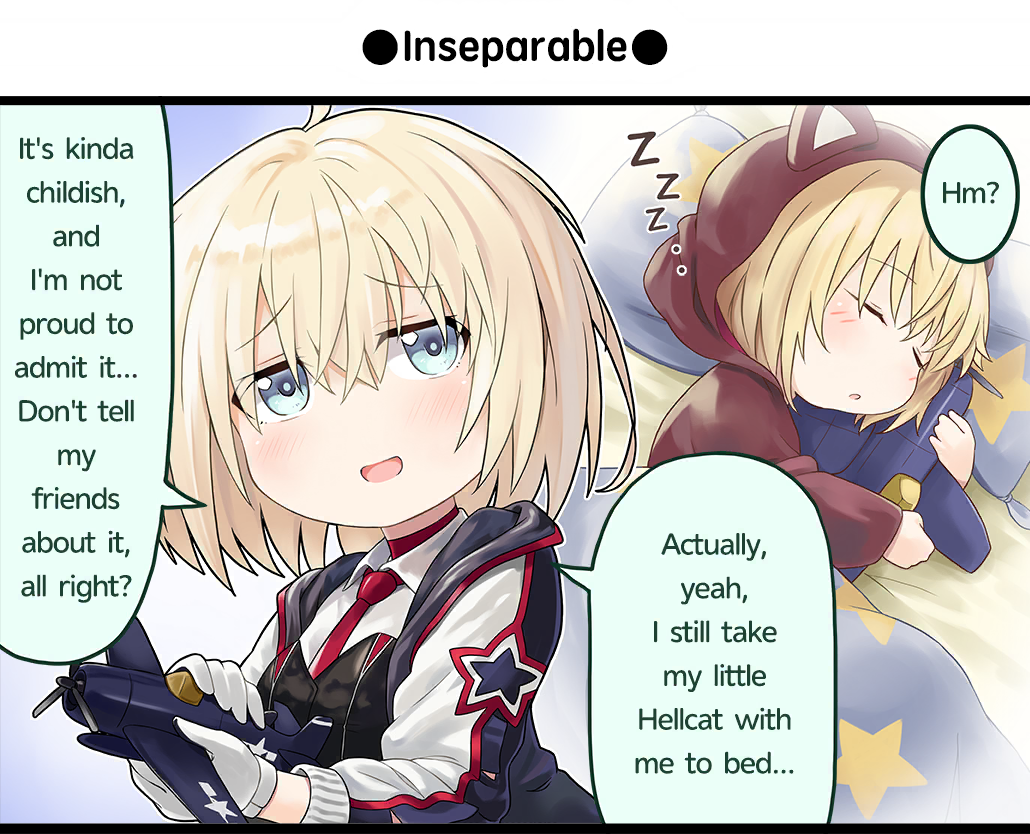 ●Inseparable●
Hm?
Actually,
yeah,
I still take
my little
Hellcat with
me to bed...
It's kinda
childish,
and
I'm not
proud to
admit it...
Don't tell
my
friends
about it,
all right?
Z
Z
Z